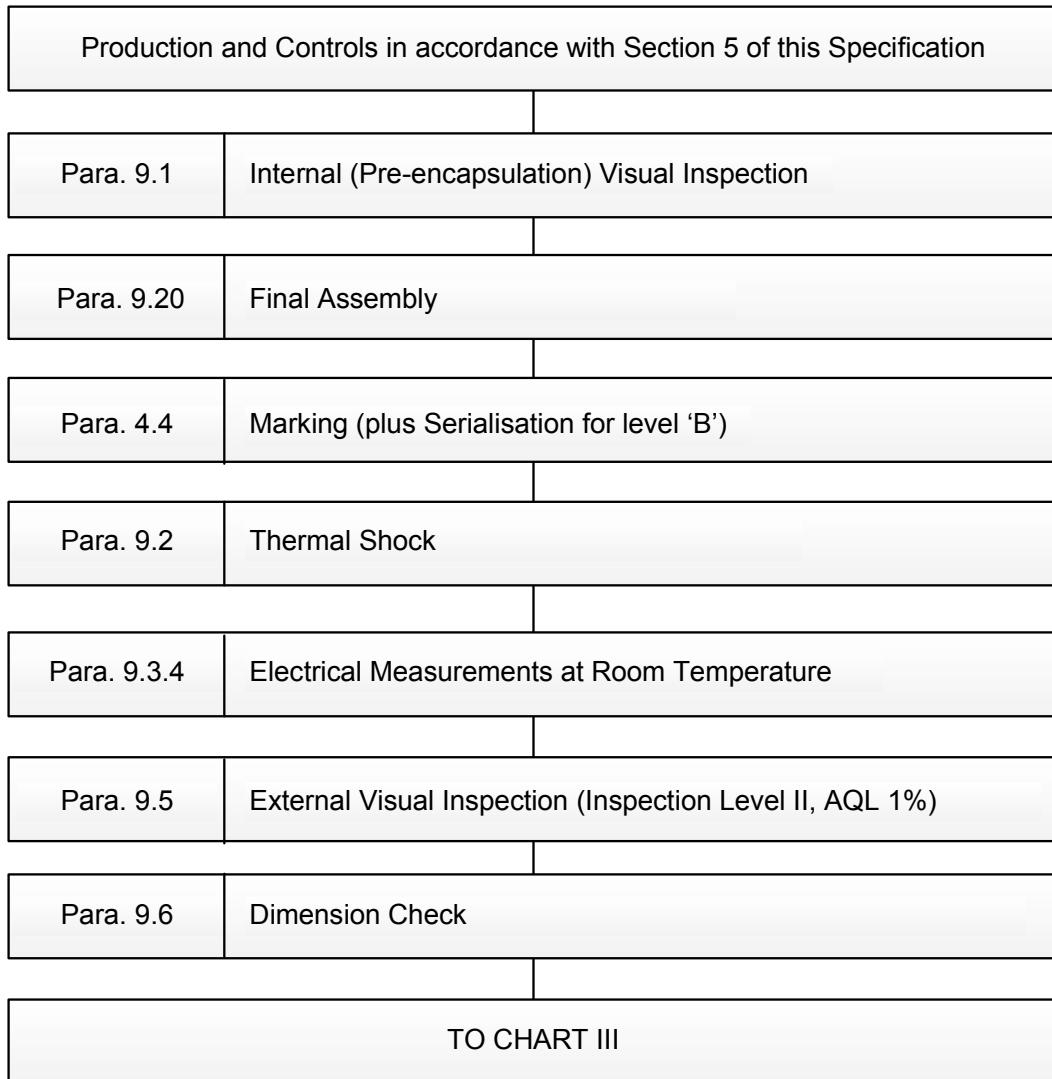 Production and Controls in accordance with Section 5 of this Specification
Para. 9.1 Internal (Pre-encapsulation) Visual Inspection
Para. 9.20 Final Assembly
Para. 4.4 Marking (plus Serialisation for level ‘B’)
Para. 9.2 Thermal Shock
Para. 9.3.4 Electrical Measurements at Room Temperature
Para. 9.5 External Visual Inspection (Inspection Level II, AQL 1%)
Para. 9.6 Dimension Check
TO CHART III